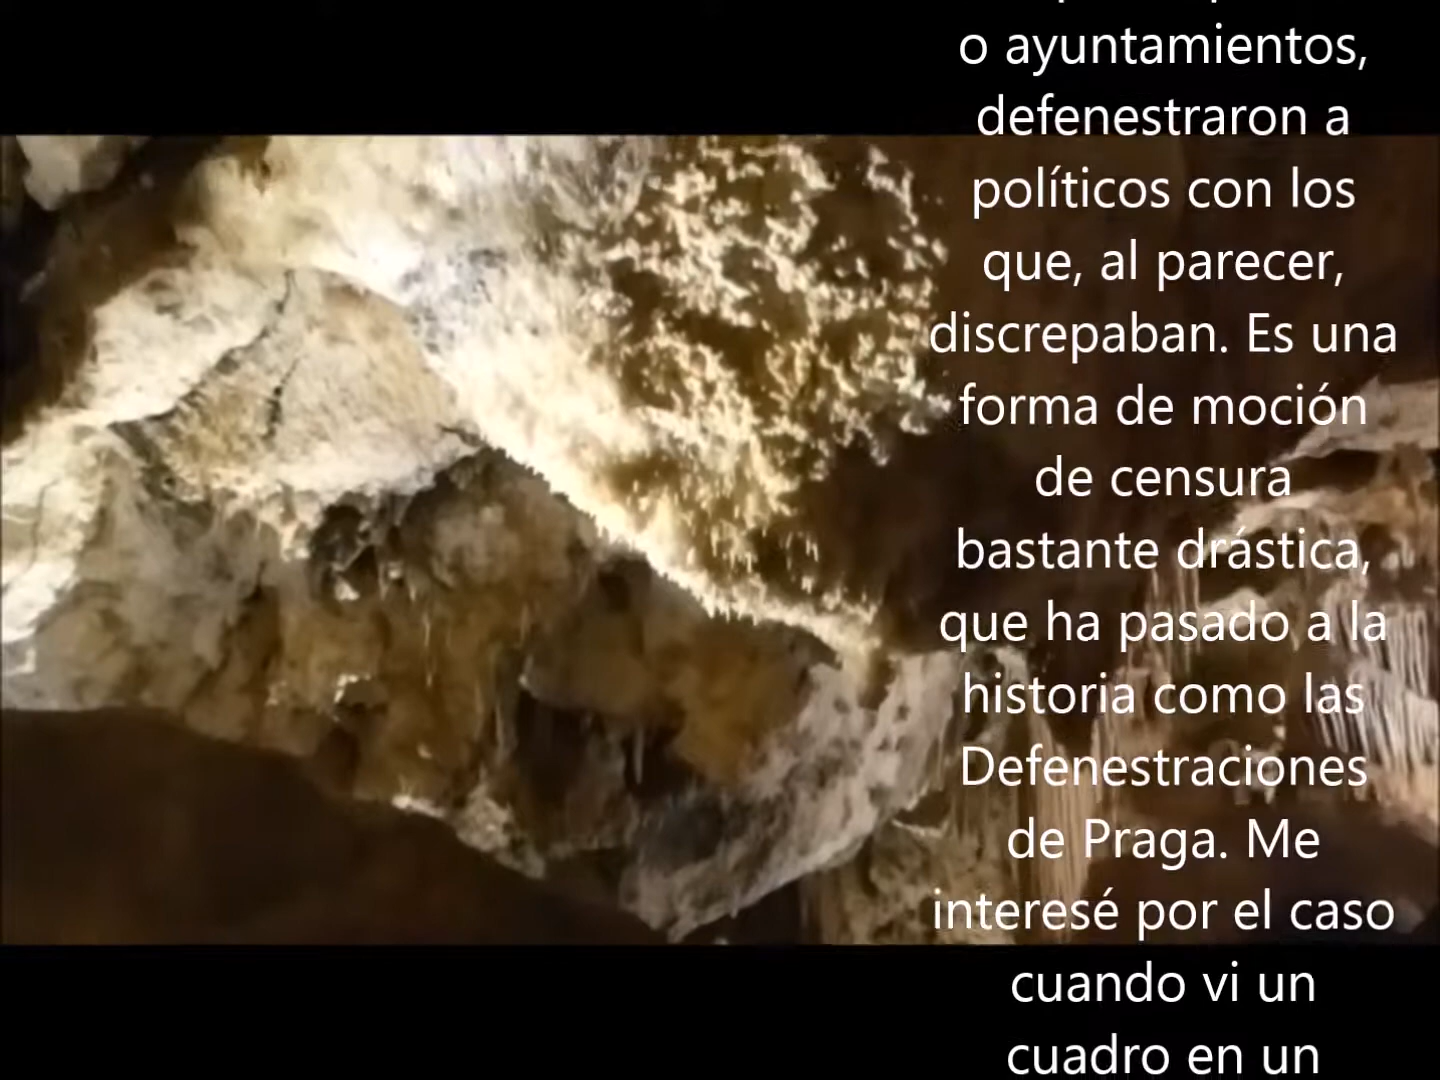 o ayuntamientos,
defenestraron a
políticos con los
que, al parecer,
discrepaban. Es una
forma de moción
de censura
bastante drástica,
que ha pasado a la
historia como las
Defenestraciones
de Praga. Me
interesé por el caso
cuando vi un
cuadro en un